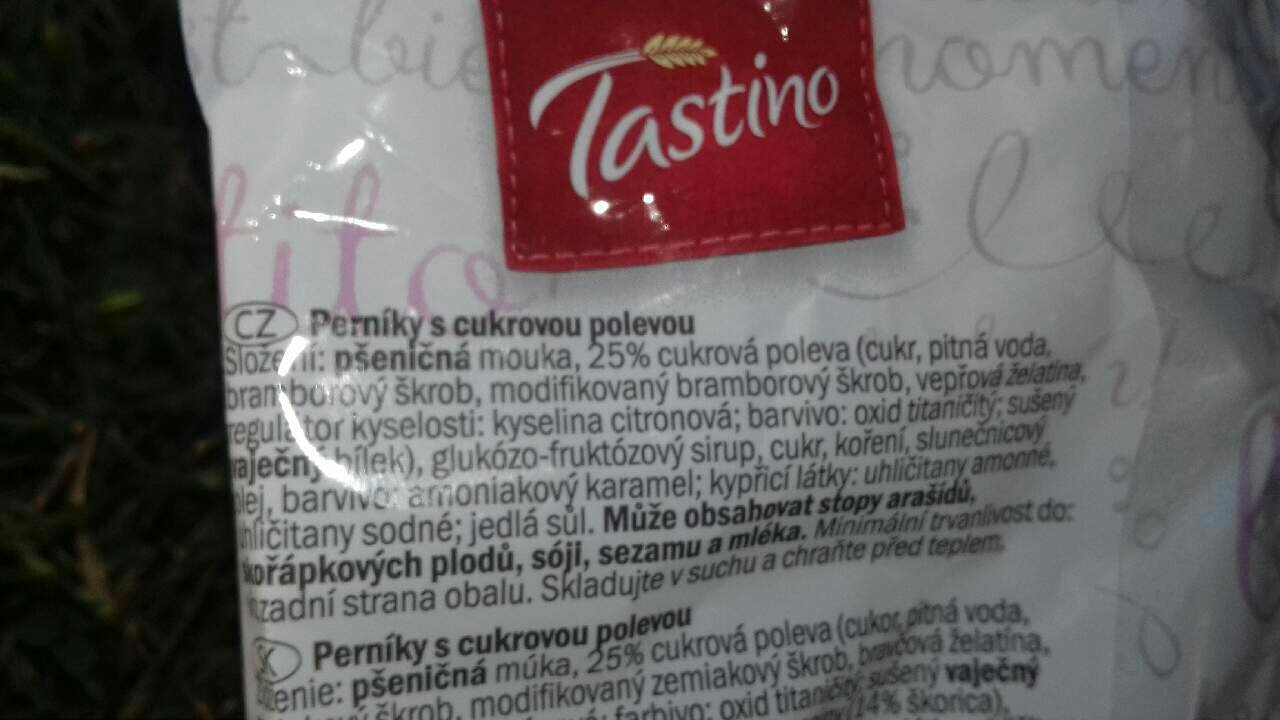 Tastino
CZ Perníky s cukrovou polevou
Složení: pšeničná mouka, 25% cukrová poleva (cukr, pitná voda,
bramborový škrob, modifikovaný bramborový škrob, vepřová želatina,
regulátor kyselosti: kyselina citronová; barvivo: oxid titaničitý; sušený
vaječný bílek), glukózo-fruktózový sirup, cukr, koření, slunečnicový
olej, barvivo: amoniakový karamel; kypřicí látky: uhličitany amonné,
uhličitany sodné; jedlá sůl. Může obsahovat stopy arašídů,
skořápkových plodů, sóji, sezamu a mléka. Minimální trvanlivost do:
zadní strana obalu. Skladujte v suchu a chraňte před teplem.
SK Perníky s cukrovou polevou
pšeničná múka, 25% cukrová poleva (cukor, pitná voda,
škrob, modifikovaný zemiakový škrob, bravčová želatína,
farbivo: oxid titaničitý; sušený vaječný
(14% škorica),